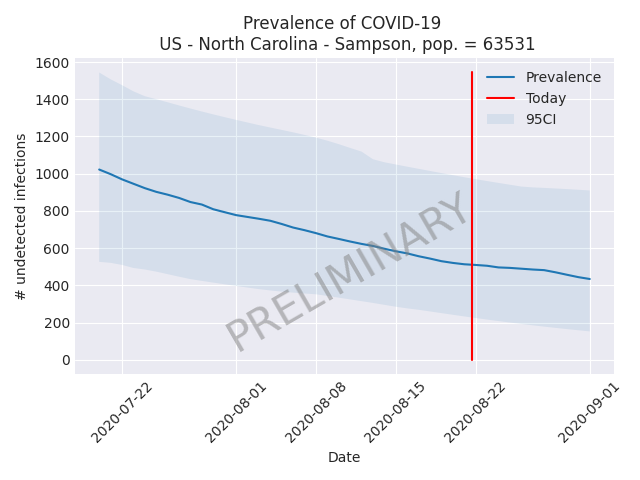 Prevalence of COVID-19
US - North Carolina - Sampson, pop. = 63531
# undetected infections
1600
1400
1200
1000
800
600
400
200
0
Prevalence
Today
95CI
PRELIMINARY
2020-07-22
2020-08-01
2020-08-08
2020-08-15
2020-08-22
2020-09-01
Date